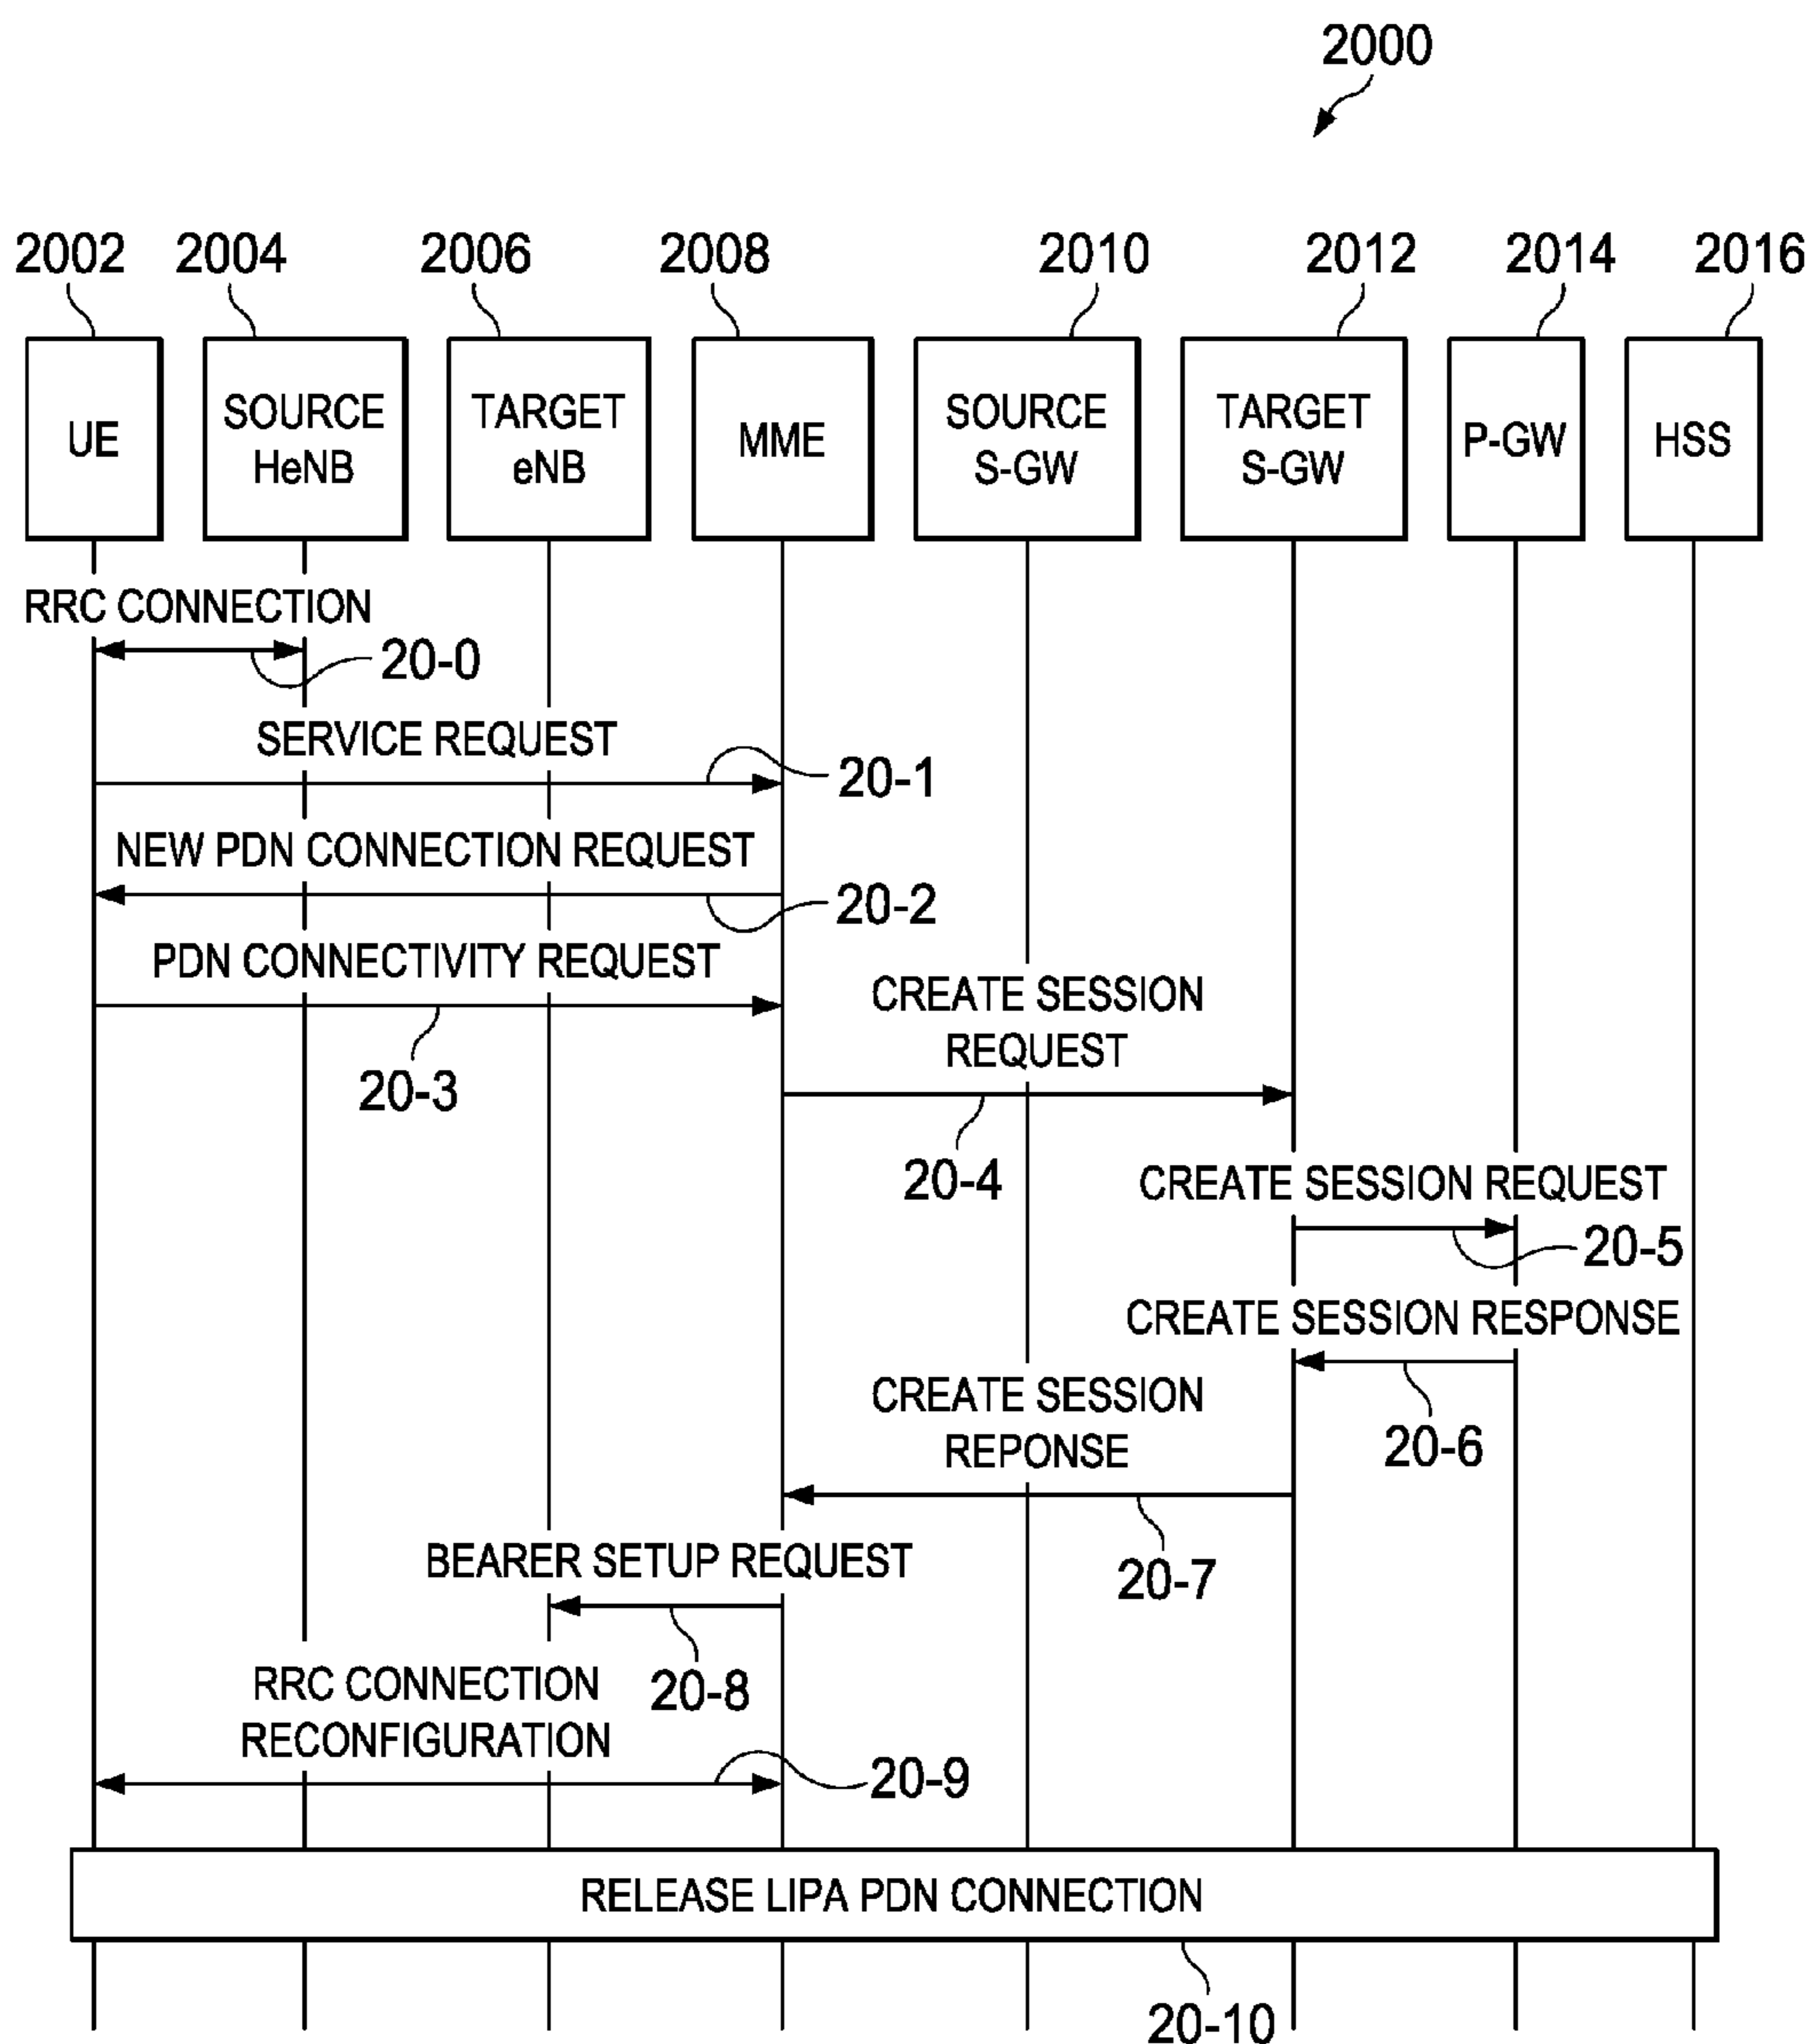 2000
2002
2004
2006
2008
2010
2012
2014
2016
UE
SOURCE
HeNB
TARGET
eNB
MME
SOURCE
S-GW
TARGET
S-GW
P-GW
HSS
RRC CONNECTION
20-0
SERVICE REQUEST
20-1
NEW PDN CONNECTION REQUEST
20-2
PDN CONNECTIVITY REQUEST
20-3
CREATE SESSION
REQUEST
20-4
CREATE SESSION REQUEST
20-5
CREATE SESSION RESPONSE
20-6
CREATE SESSION
REPONSE
20-7
BEARER SETUP REQUEST
20-8
RRC CONNECTION
RECONFIGURATION
20-9
RELEASE LIPA PDN CONNECTION
20-10